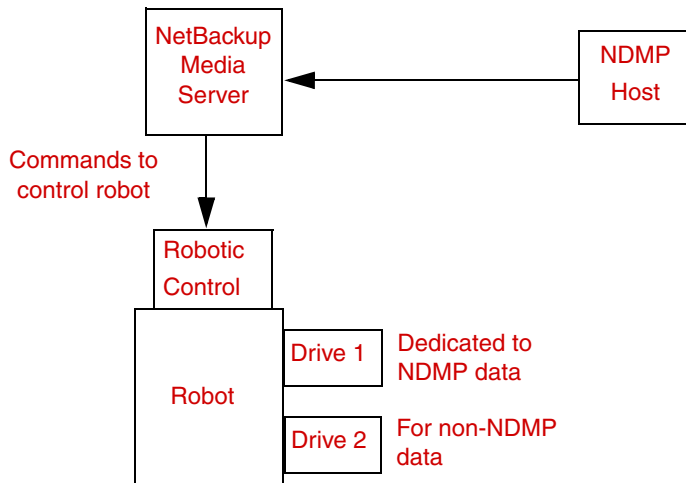 NetBackup
Media
Server
NDMP
Host
Commands to
control robot
Robotic
Control
Drive 1
Dedicated to
NDMP data
Robot
Drive 2
For non-NDMP
data